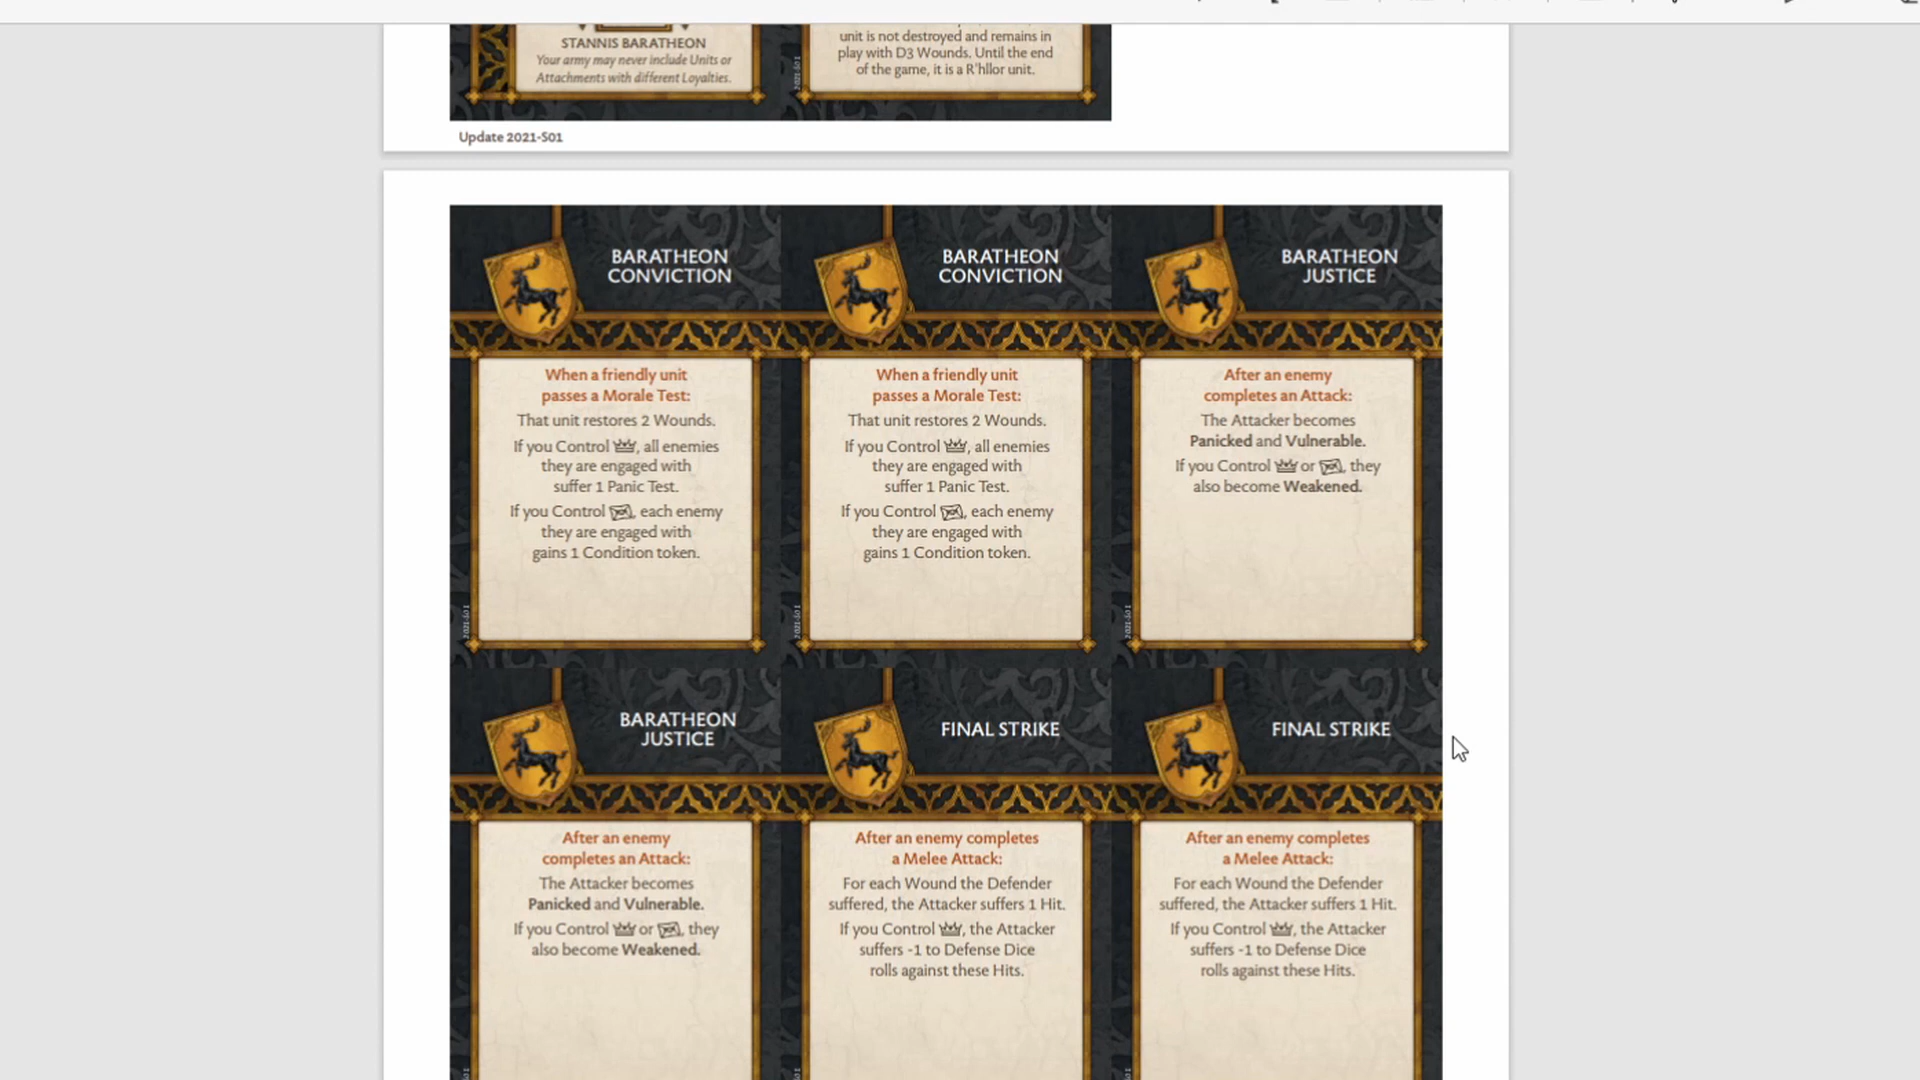 STANNIS BARATHEON
Your army may never include Units or
Attachments with different Loyalties.
unit is not destroyed and remains in
play with D3 Wounds. Until the end
of the game, it is a R'hllor unit.
2021-S01
Update 2021-S01
BARATHEON
CONVICTION
When a friendly unit
passes a Morale Test:
That unit restores 2 Wounds.
If you Control , all enemies
they are engaged with
suffer 1 Panic Test.
If you Control , each enemy
they are engaged with
gains 1 Condition token.
2021-S01
BARATHEON
CONVICTION
When a friendly unit
passes a Morale Test:
That unit restores 2 Wounds.
If you Control , all enemies
they are engaged with
suffer 1 Panic Test.
If you Control , each enemy
they are engaged with
gains 1 Condition token.
2021-S01
BARATHEON
JUSTICE
After an enemy
completes an Attack:
The Attacker becomes
Panicked and Vulnerable.
If you Control or , they
also become Weakened.
2021-S01
BARATHEON
JUSTICE
After an enemy
completes an Attack:
The Attacker becomes
Panicked and Vulnerable.
If you Control or , they
also become Weakened.
FINAL STRIKE
After an enemy completes
a Melee Attack:
For each Wound the Defender
suffered, the Attacker suffers 1 Hit.
If you Control , the Attacker
suffers -1 to Defense Dice
rolls against these Hits.
FINAL STRIKE
After an enemy completes
a Melee Attack:
For each Wound the Defender
suffered, the Attacker suffers 1 Hit.
If you Control , the Attacker
suffers -1 to Defense Dice
rolls against these Hits.